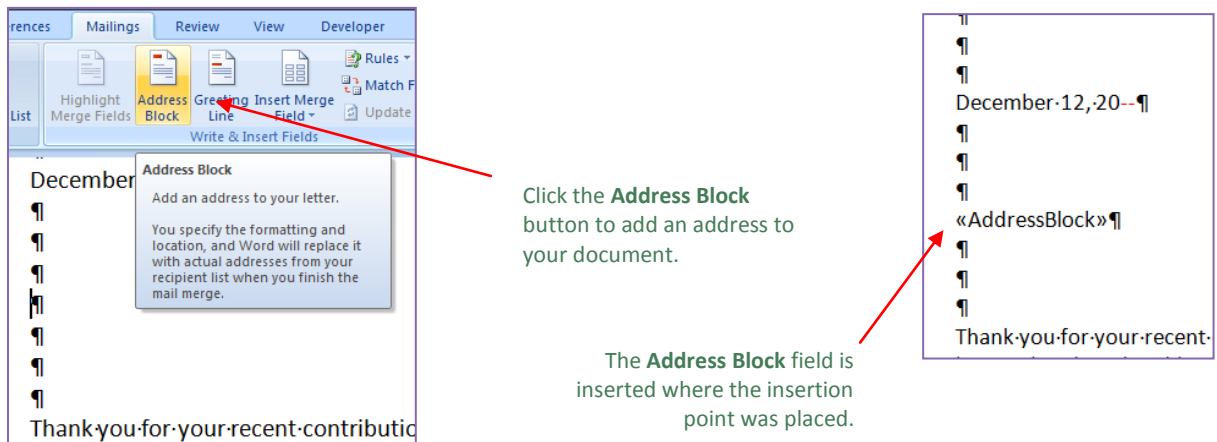 erences Mailings Review View Developer
List
Highlight Merge Fields
Address Block
Greeting Line
Insert Merge Field
Rules
Match F
Update
Write & Insert Fields
December
Address Block
Add an address to your letter.
You specify the formatting and
location, and Word will replace it
with actual addresses from your
recipient list when you finish the
mail merge.
¶
¶
¶
¶
¶
¶
¶
Thank·you·for·your·recent·contributio
Click the Address Block
button to add an address to
your document.
The Address Block field is
inserted where the insertion
point was placed.
¶
¶
December·12,·20--¶
¶
¶
¶
«AddressBlock»¶
¶
¶
¶
Thank·you·for·your·recent·